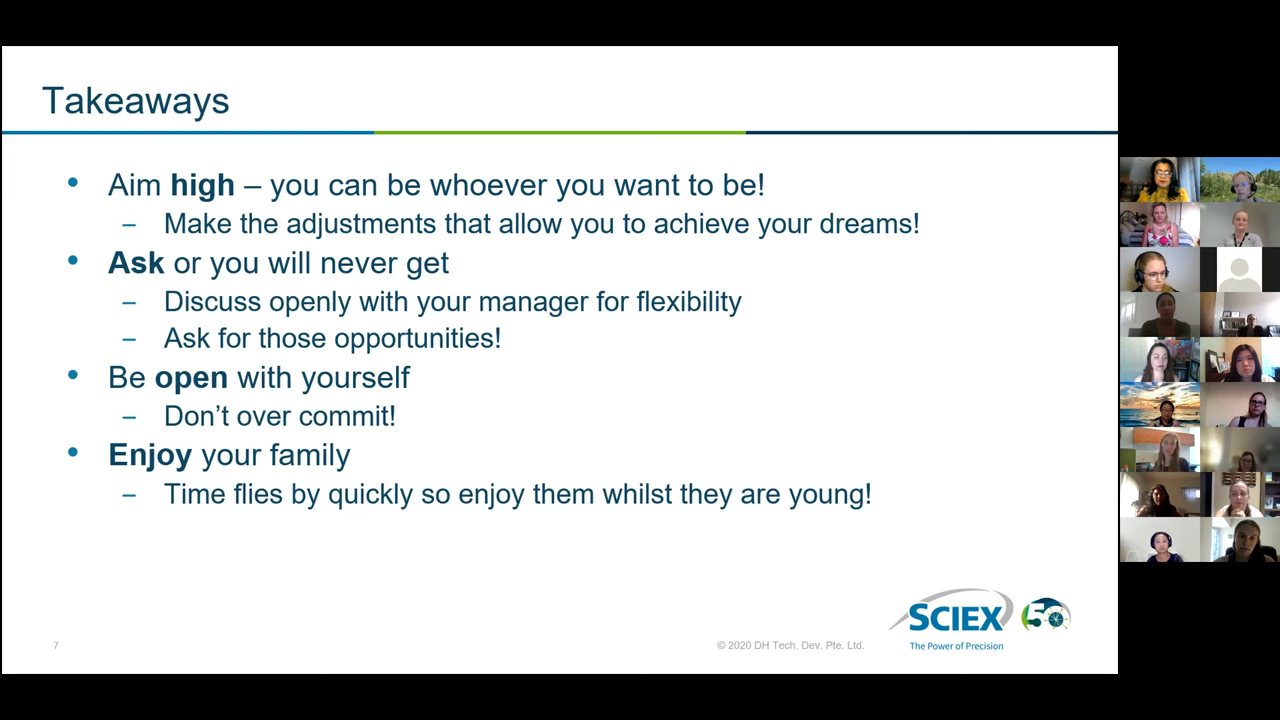 Takeaways
• Aim high – you can be whoever you want to be!
– Make the adjustments that allow you to achieve your dreams!
• Ask or you will never get
– Discuss openly with your manager for flexibility
– Ask for those opportunities!
• Be open with yourself
– Don’t over commit!
• Enjoy your family
– Time flies by quickly so enjoy them whilst they are young!
SCIEX 50
The Power of Precision
7
© 2020 DH Tech. Dev. Pte. Ltd.